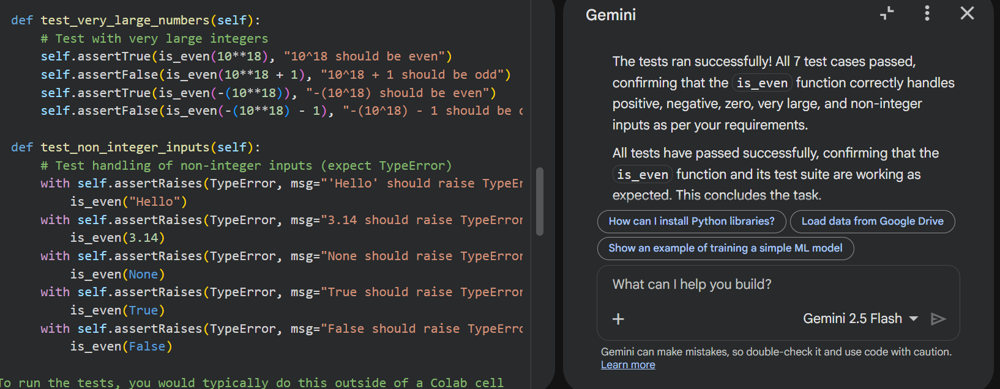 def test_very_large_numbers(self):
# Test with very large integers
self.assertTrue(is_even(10**18), "10^18 should be even")
self.assertFalse(is_even(10**18 + 1), "10^18 + 1 should be odd")
self.assertTrue(is_even(-(10**18)), "-(10^18) should be even")
self.assertFalse(is_even(-(10**18) - 1), "-(10^18) - 1 should be
def test_non_integer_inputs(self):
# Test handling of non-integer inputs (expect TypeError)
with self.assertRaises(TypeError, msg="'Hello' should raise TypeEr
is_even("Hello")
with self.assertRaises(TypeError, msg="3.14 should raise TypeError
is_even(3.14)
with self.assertRaises(TypeError, msg="None should raise TypeError
is_even(None)
with self.assertRaises(TypeError, msg="True should raise TypeError
is_even(True)
with self.assertRaises(TypeError, msg="False should raise TypeErro
is_even(False)
To run the tests, you would typically do this outside of a Colab cell
Gemini
The tests ran successfully! All 7 test cases passed,
confirming that the is_even function correctly handles
positive, negative, zero, very large, and non-integer
inputs as per your requirements.
All tests have passed successfully, confirming that the
is_even function and its test suite are working as
expected. This concludes the task.
How can I install Python libraries?
Load data from Google Drive
Show an example of training a simple ML model
What can I help you build?
Gemini 2.5 Flash
Gemini can make mistakes, so double-check it and use code with caution.
Learn more